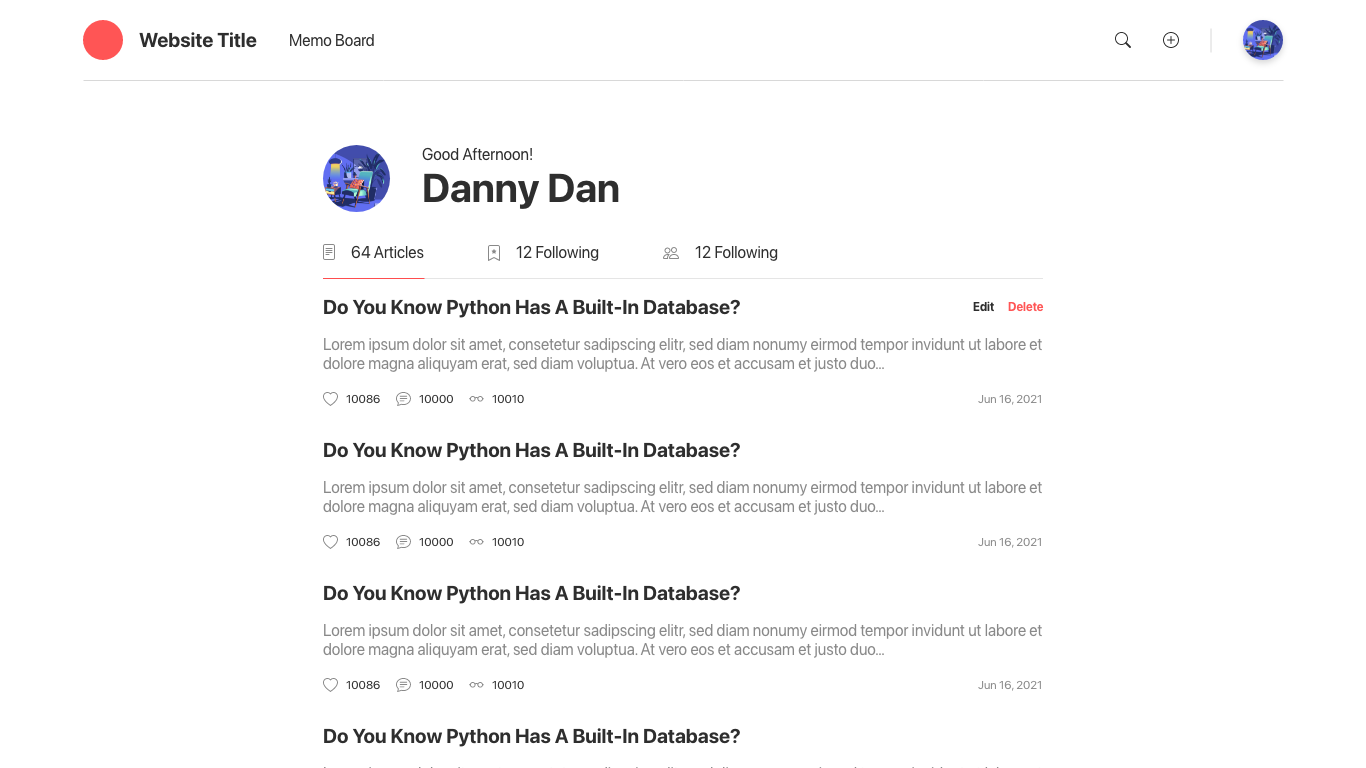 Website Title Memo Board
Good Afternoon!
Danny Dan
64 Articles 12 Following 12 Following
Do You Know Python Has A Built-In Database? Edit Delete
Lorem ipsum dolor sit amet, consetetur sadipscing elitr, sed diam nonumy eirmod tempor invidunt ut labore et
dolore magna aliquyam erat, sed diam voluptua. At vero eos et accusam et justo duo...
10086 10000 10010 Jun 16, 2021
Do You Know Python Has A Built-In Database?
Lorem ipsum dolor sit amet, consetetur sadipscing elitr, sed diam nonumy eirmod tempor invidunt ut labore et
dolore magna aliquyam erat, sed diam voluptua. At vero eos et accusam et justo duo...
10086 10000 10010 Jun 16, 2021
Do You Know Python Has A Built-In Database?
Lorem ipsum dolor sit amet, consetetur sadipscing elitr, sed diam nonumy eirmod tempor invidunt ut labore et
dolore magna aliquyam erat, sed diam voluptua. At vero eos et accusam et justo duo...
10086 10000 10010 Jun 16, 2021
Do You Know Python Has A Built-In Database?